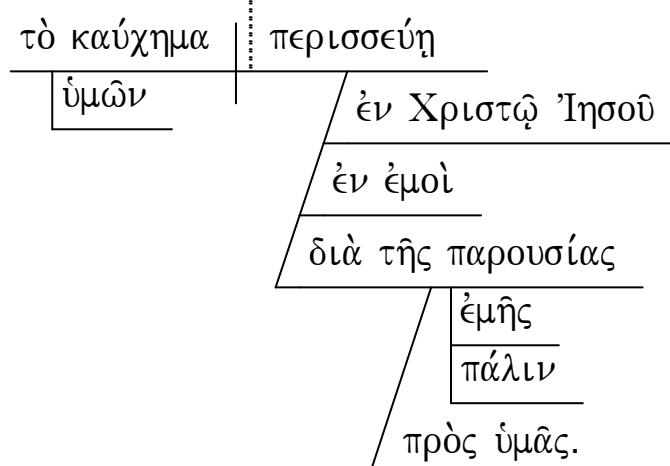 τὸ καύχημα περισσεύῃ
ὑμῶν
ἐν Χριστῷ Ἰησοῦ
ἐν ἐμοὶ
διὰ τῆς παρουσίας
ἐμῆς
πάλιν
πρὸς ὑμᾶς.